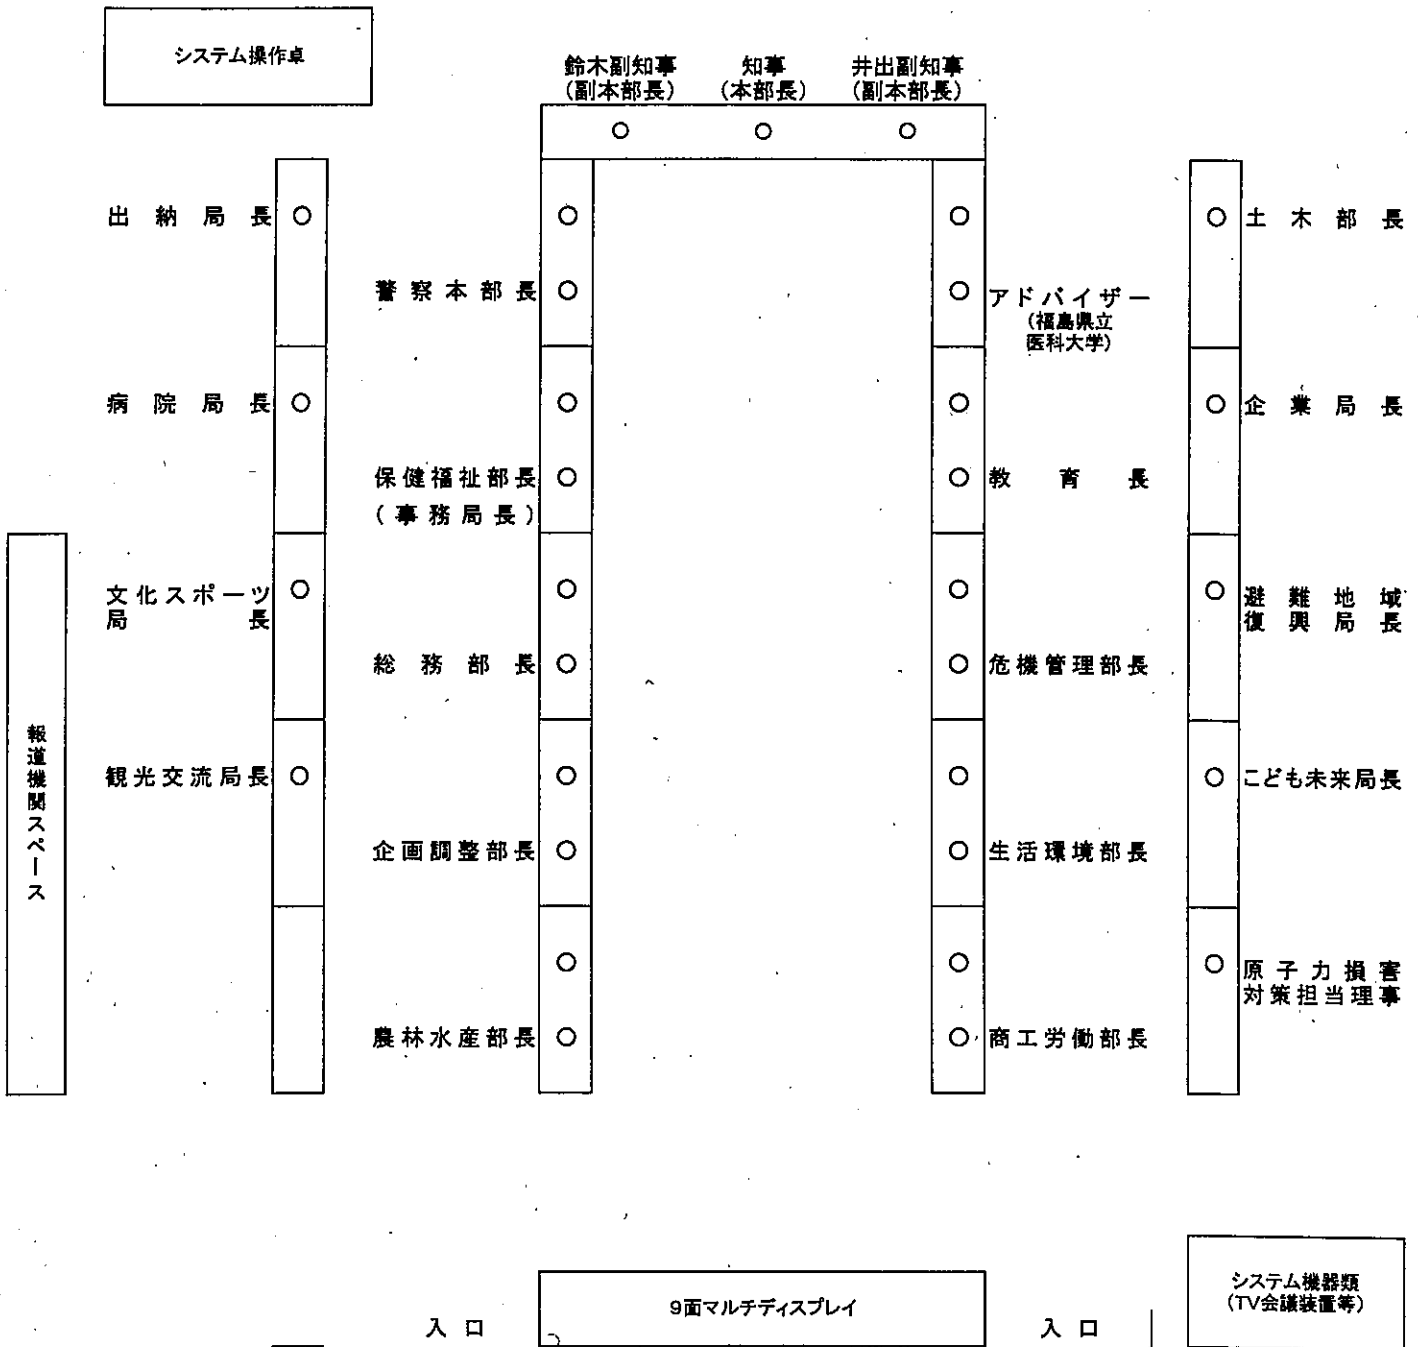 システム操作卓
鈴木副知事
(副本部長)
知事
(本部長)
井出副知事
(副本部長)
出納局長
土木部長
警察本部長
アドバイザー
(福島県立
医科大学)
病院局長
企業局長
保健福祉部長
(事務局長)
教育長
文化スポーツ
局長
避難地域
復興局長
総務部長
危機管理部長
報道機関スペース
観光交流局長
こども未来局長
企画調整部長
生活環境部長
原子力損害
対策担当理事
農林水産部長
商工労働部長
システム機器類
(TV会議装置等)
9面マルチディスプレイ
入口
入口